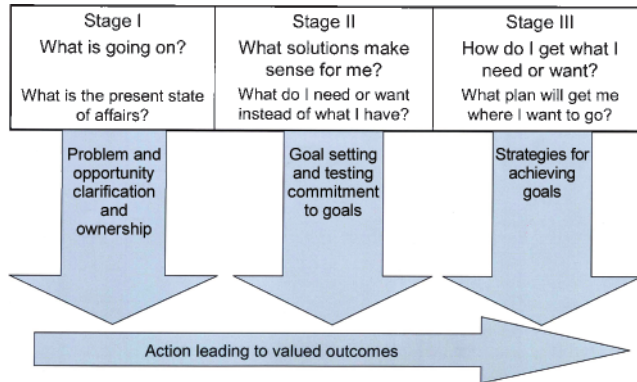 Stage I
What is going on?
What is the present state
of affairs?
Stage II
What solutions make
sense for me?
What do I need or want
instead of what I have?
Stage III
How do I get what I
need or want?
What plan will get me
where I want to go?
Problem and
opportunity
clarification
and
ownership
Goal setting
and testing
commitment
to goals
Strategies for
achieving
goals
Action leading to valued outcomes